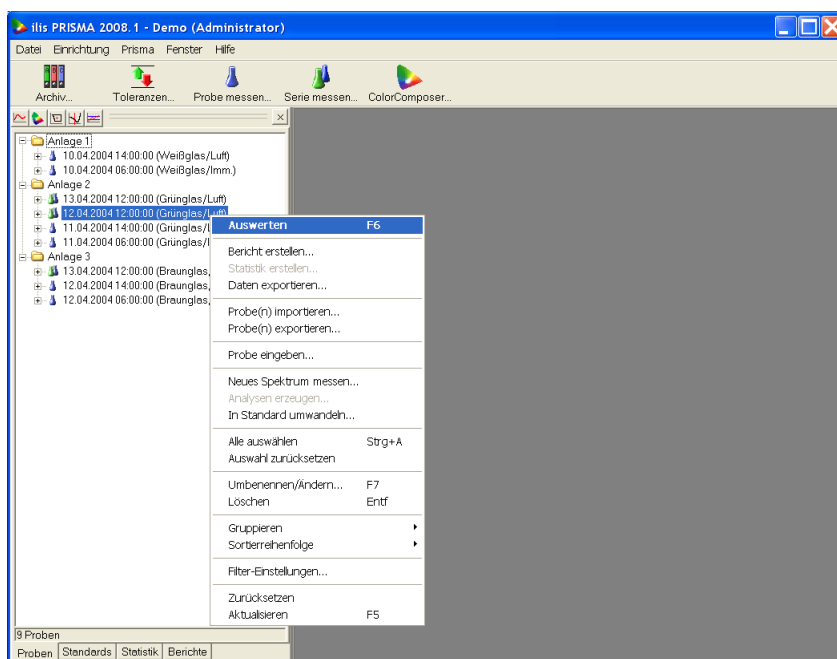 ilis PRISMA 2008.1 - Demo (Administrator)
Datei Einrichtung Prisma Fenster Hilfe
Archiv... Toleranzen... Probe messen... Serie messen... ColorComposer...
Anlage 1
10.04.2004 14:00:00 (Weißglas/Luft)
10.04.2004 06:00:00 (Weißglas/Imm.)
Anlage 2
13.04.2004 12:00:00 (Grünglas/Luft)
12.04.2004 12:00:00 (Grünglas/Luft)
11.04.2004 14:00:00 (Grünglas/L
11.04.2004 06:00:00 (Grünglas/I
Anlage 3
13.04.2004 12:00:00 (Braunglas,
12.04.2004 14:00:00 (Braunglas,
12.04.2004 06:00:00 (Braunglas,
Auswerten F6
Bericht erstellen...
Statistik erstellen...
Daten exportieren...
Probe(n) importieren...
Probe(n) exportieren...
Probe eingeben...
Neues Spektrum messen...
Analysen erzeugen...
In Standard umwandeln...
Alle auswählen Strg+A
Auswahl zurücksetzen
Umbenennen/Ändern... F7
Löschen Entf
Gruppieren
Sortierreihenfolge
Filter-Einstellungen...
Zurücksetzen
Aktualisieren F5
9 Proben
Proben Standards Statistik Berichte